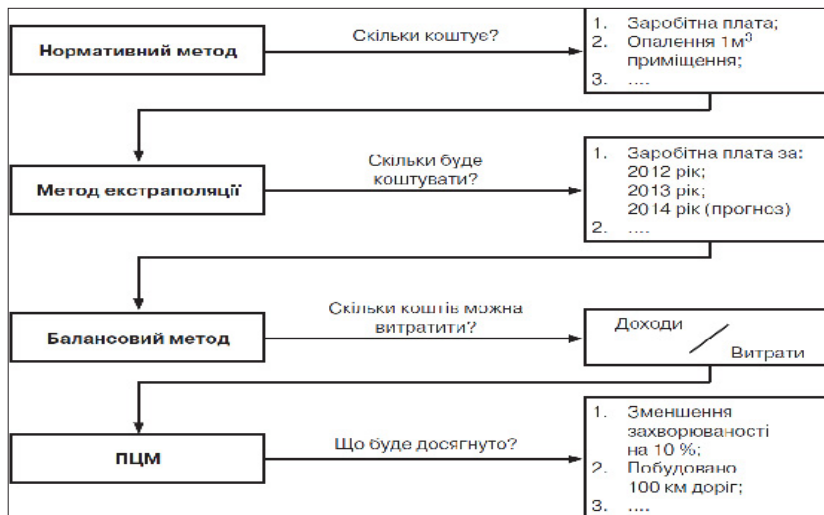 Нормативний метод
Скільки коштує?
1. Заробітна плата;
2. Опалення 1м³
приміщення;
3. ....
Метод екстраполяції
Скільки буде
коштувати?
1. Заробітна плата за:
2012 рік;
2013 рік;
2014 рік (прогноз)
2. ....
Балансовий метод
Скільки коштів можна
витратити?
Доходи
Витрати
ПЦМ
Що буде досягнуто?
1. Зменшення
захворюваності
на 10 %;
2. Побудовано
100 км доріг;
3. ....